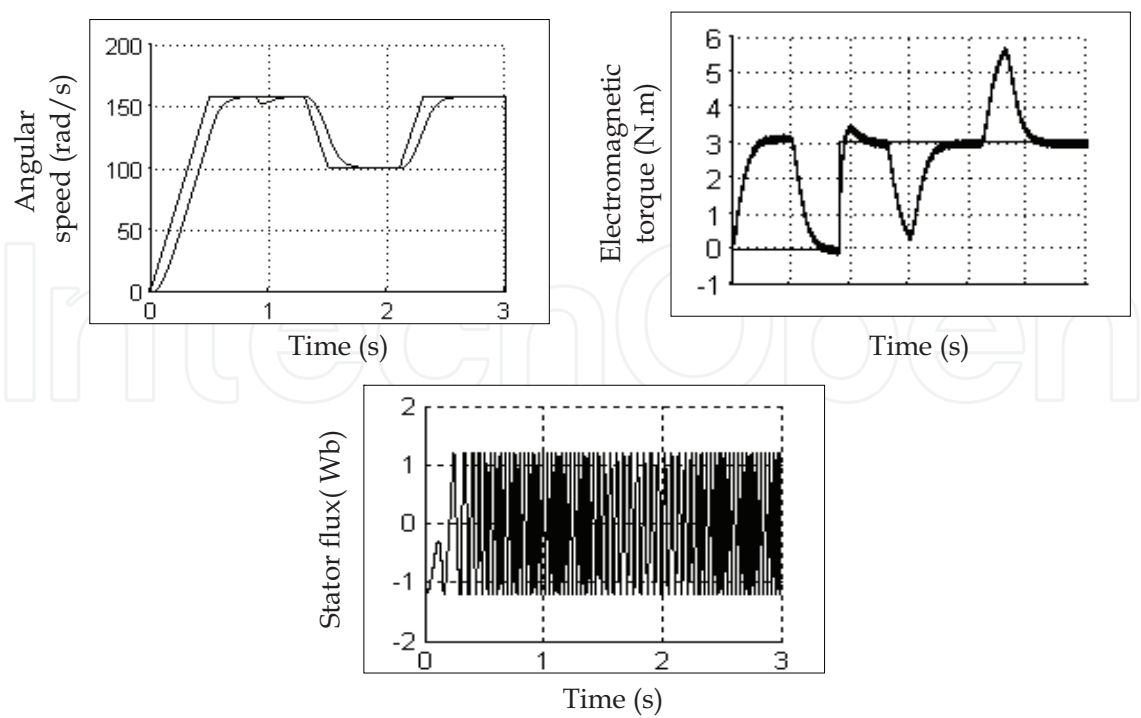 200
150
100
50
0
0 1 2 3
Angular
speed (rad/s)
Time (s)
6
5
4
3
2
1
0
-1
Electromagnetic
torque (N.m)
Time (s)
2
1
0
-1
-2
0 1 2 3
Stator flux( Wb)
Time (s)
IntechOpen